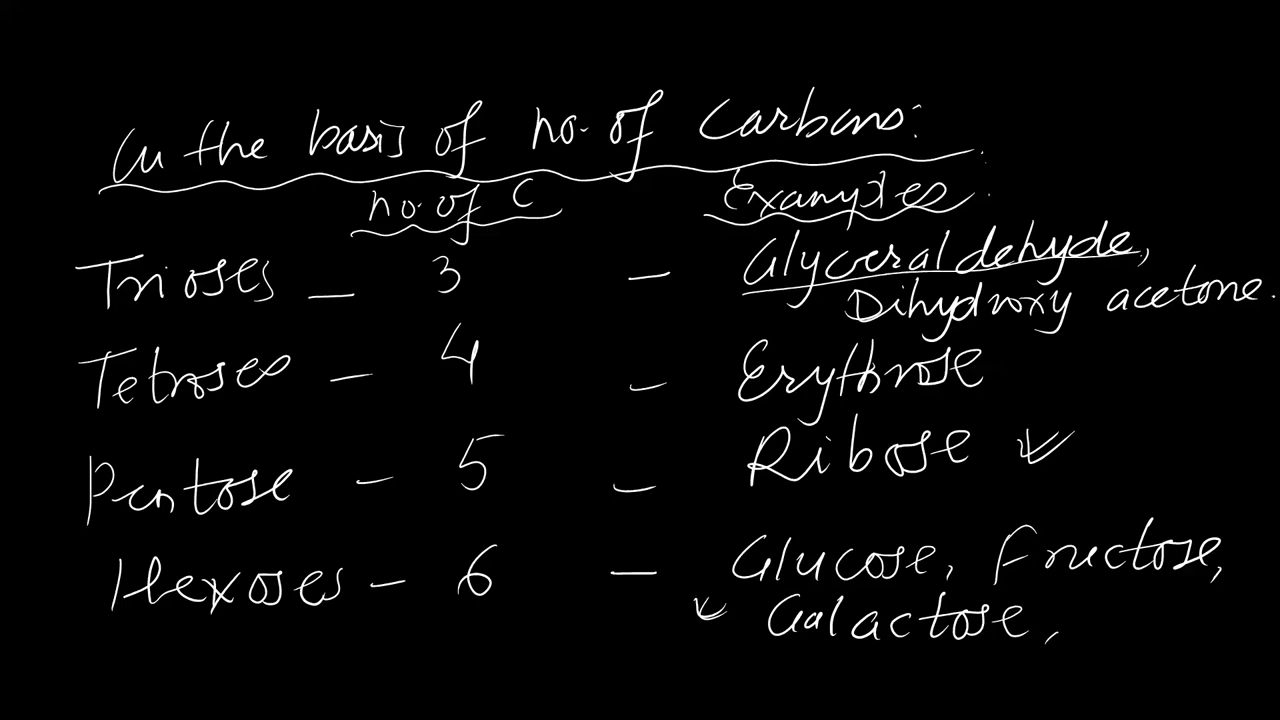 On the basis of no. of Carbons:
no. of C Examples
Trioses - 3 - Glyceraldehyde,
Dihydroxy acetone.
Tetroses - 4 - Erythrose
Pentose - 5 - Ribose
Hexoses - 6 - Glucose, fructose,
Galactose,